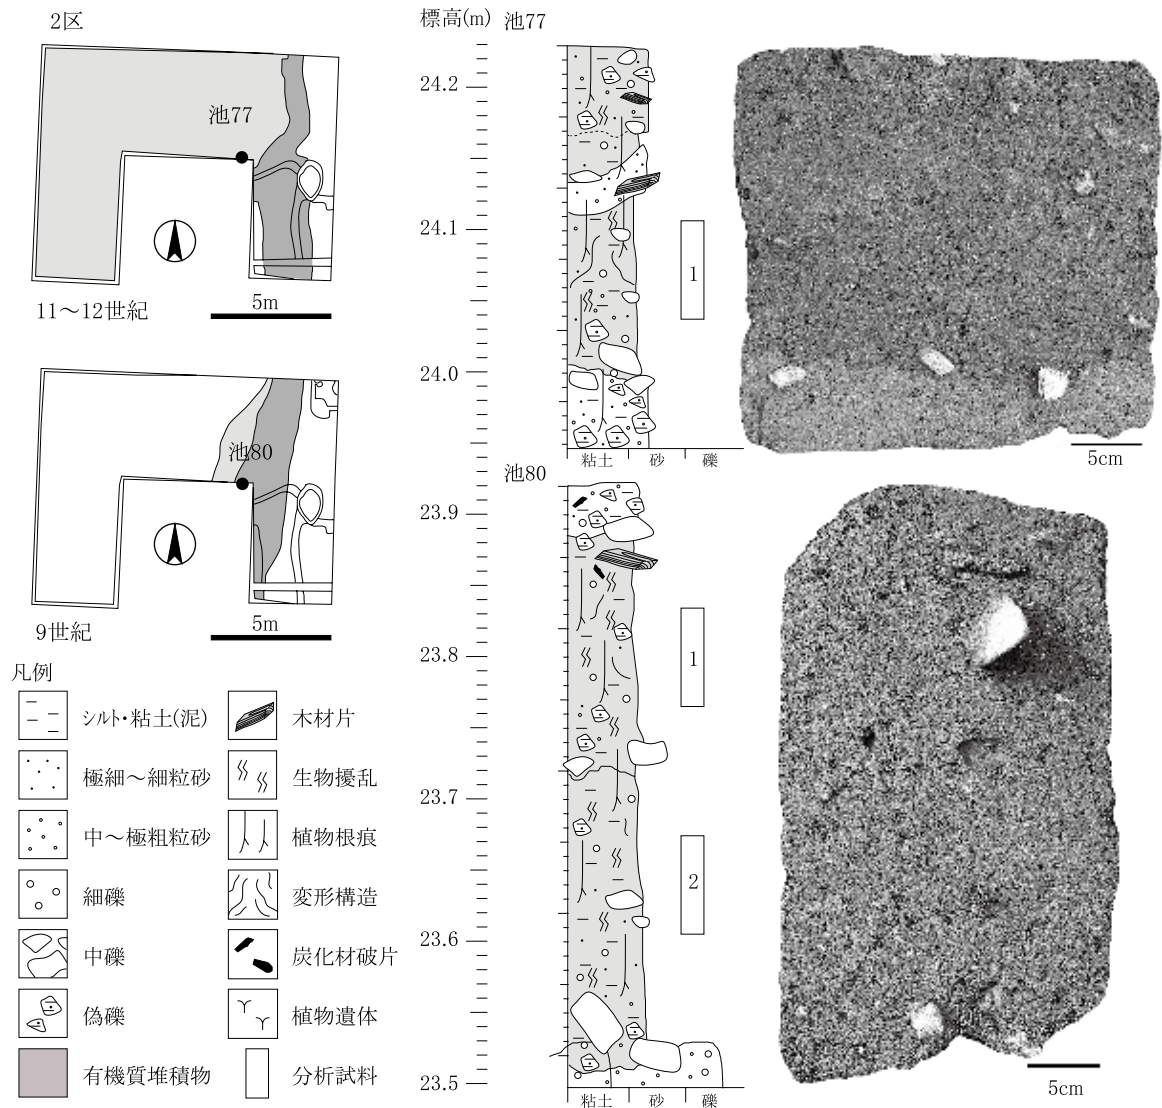 2区
池77
5m
11～12世紀
池80
5m
9世紀
凡例
シルト・粘土(泥)
極細～細粒砂
中～極粗粒砂
細礫
中礫
偽礫
有機質堆積物
木材片
生物擾乱
植物根痕
変形構造
炭化材破片
植物遺体
分析試料
標高(m)
24.2
24.1
24.0
23.9
23.8
23.7
23.6
23.5
池77
1
粘土 砂 礫
池80
1
2
粘土 砂 礫
5cm
5cm